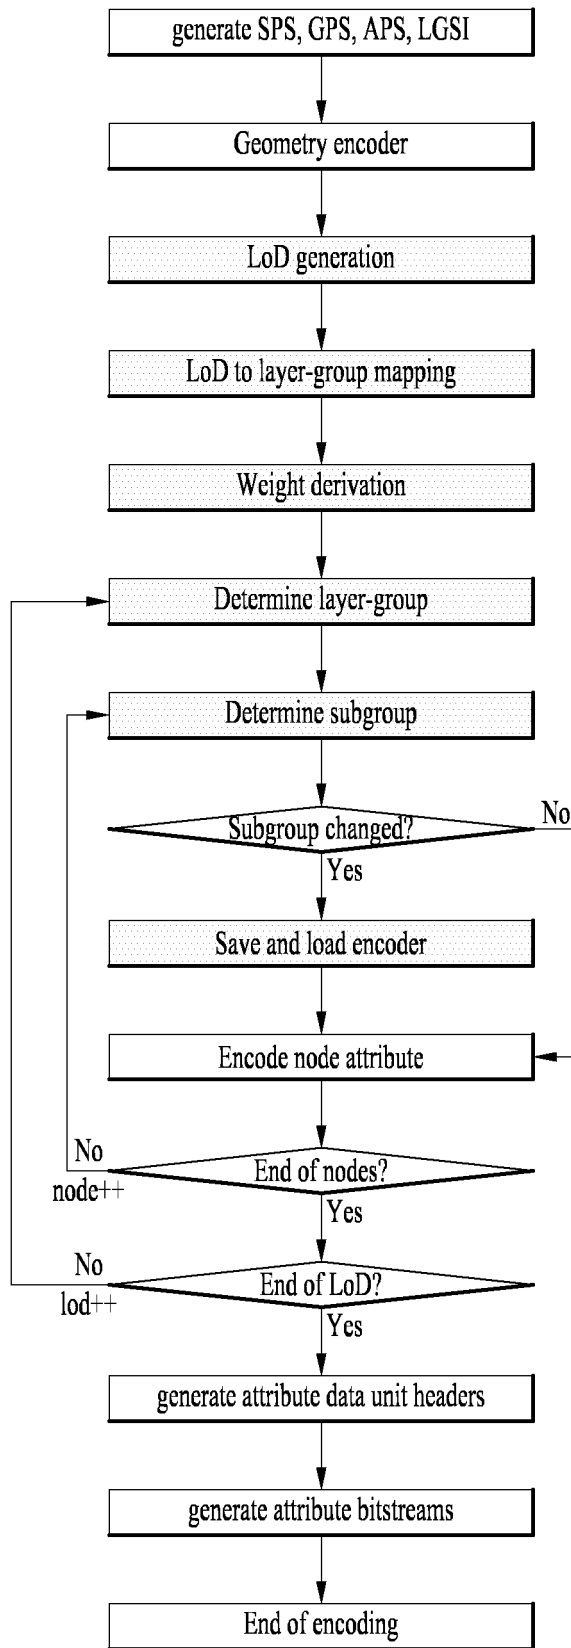 generate SPS, GPS, APS, LGSI
Geometry encoder
LoD generation
LoD to layer-group mapping
Weight derivation
Determine layer-group
Determine subgroup
Subgroup changed?
No
Yes
Save and load encoder
Encode node attribute
End of nodes?
No
node++
Yes
End of LoD?
No
lod++
Yes
generate attribute data unit headers
generate attribute bitstreams
End of encoding